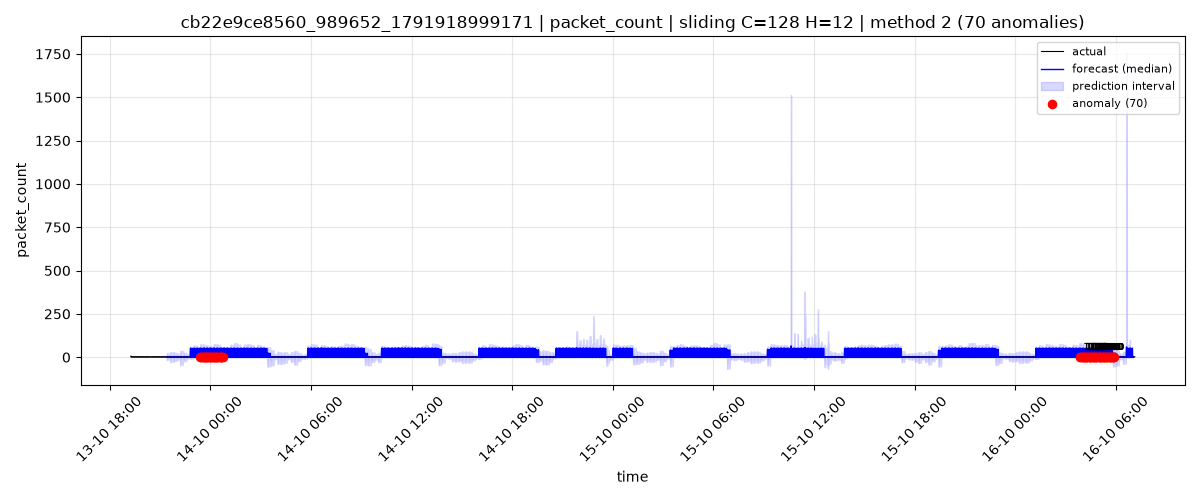 cb22e9ce8560_989652_1791918999171 | packet_count | sliding C=128 H=12 | method 2 (70 anomalies)
packet_count
1750
1500
1250
1000
750
500
250
0
actual
forecast (median)
prediction interval
anomaly (70)
13-10 18:00
14-10 00:00
14-10 06:00
14-10 12:00
14-10 18:00
15-10 00:00
15-10 06:00
15-10 12:00
15-10 18:00
16-10 00:00
16-10 06:00
time